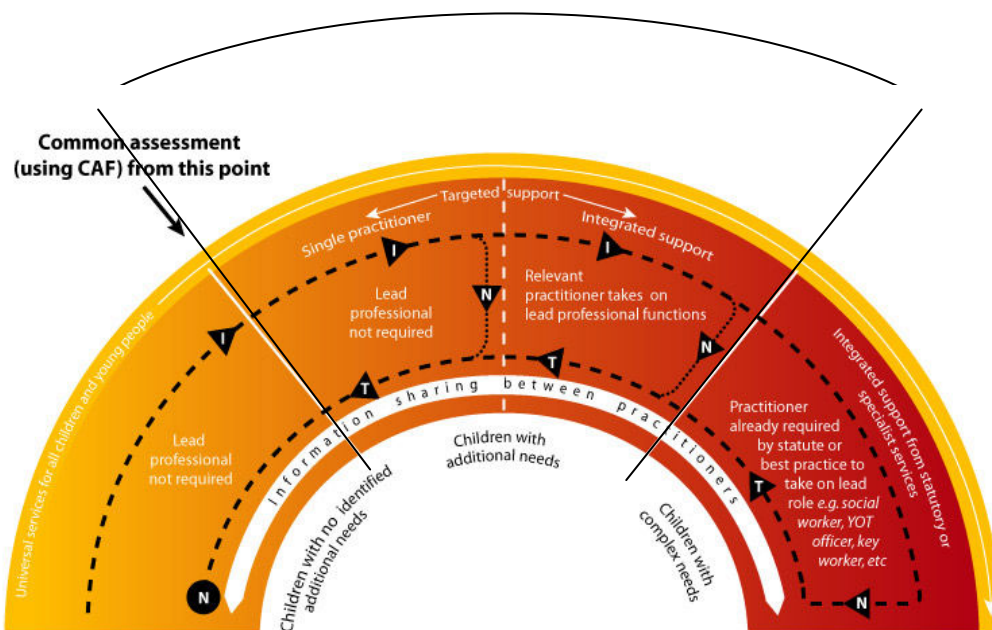 Common assessment
(using CAF) from this point
Targeted support
Single practitioner
Integrated support
I
I
I
N
N
T
T
T
N
N
Lead
professional
not required
Relevant
practitioner takes on
lead professional functions
Universal services for all children and young people
Lead
professional
not required
Information sharing between practitioners
Practitioner
already required
by statute or
best practice to
take on lead
role e.g. social
worker, YOT
officer, key
worker, etc
Integrated support from statutory or
specialist services
Children with no identified
additional needs
Children with
additional needs
Children with
complex needs